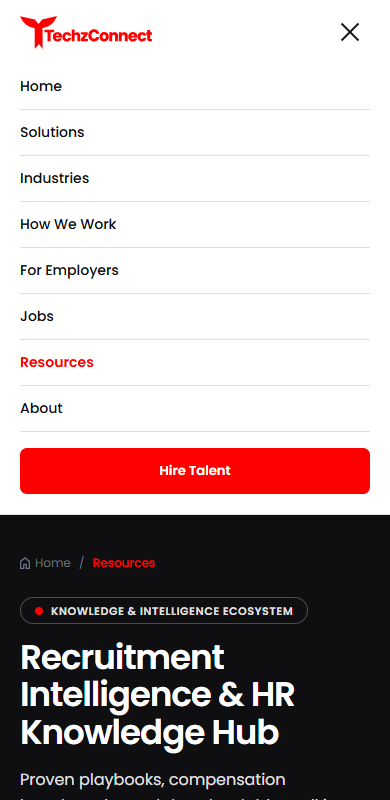 TechzConnect
Home
Solutions
Industries
How We Work
For Employers
Jobs
Resources
About
Hire Talent
Home / Resources
KNOWLEDGE & INTELLIGENCE ECOSYSTEM
Recruitment
Intelligence & HR
Knowledge Hub
Proven playbooks, compensation